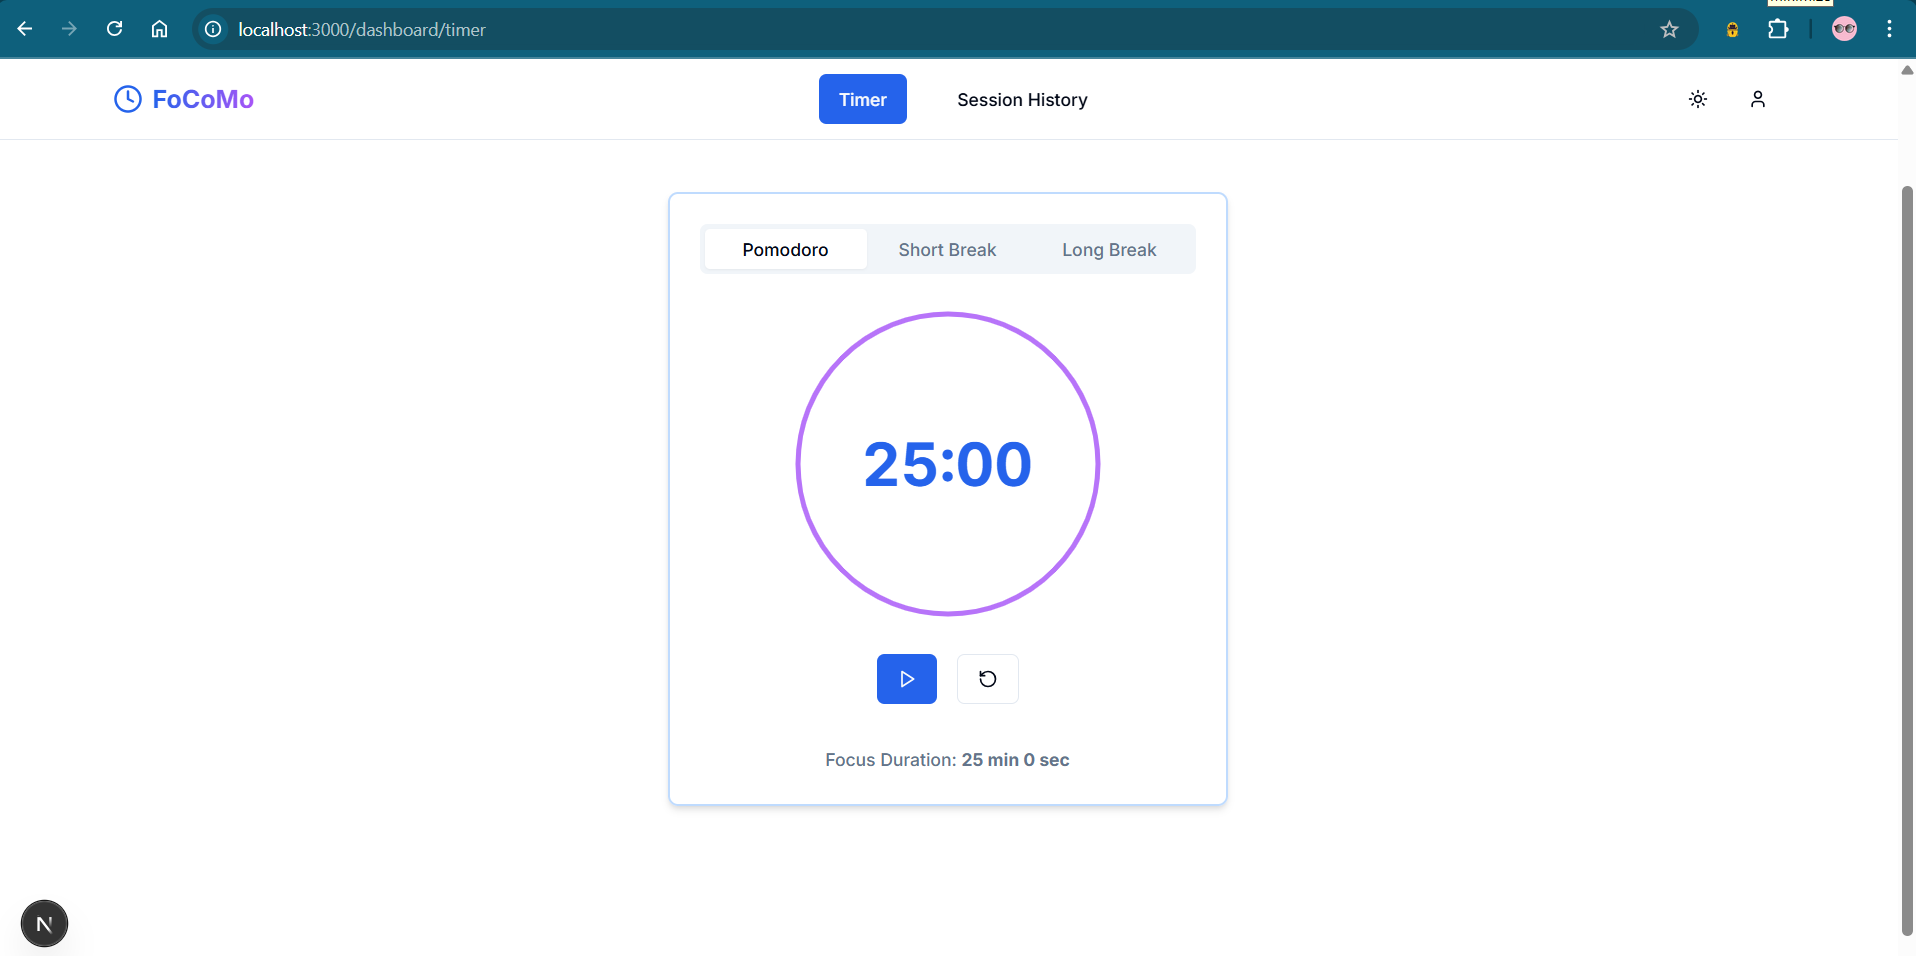 localhost:3000/dashboard/timer
FoCoMo
Timer
Session History
Pomodoro
Short Break
Long Break
25:00
Focus Duration: 25 min 0 sec
N